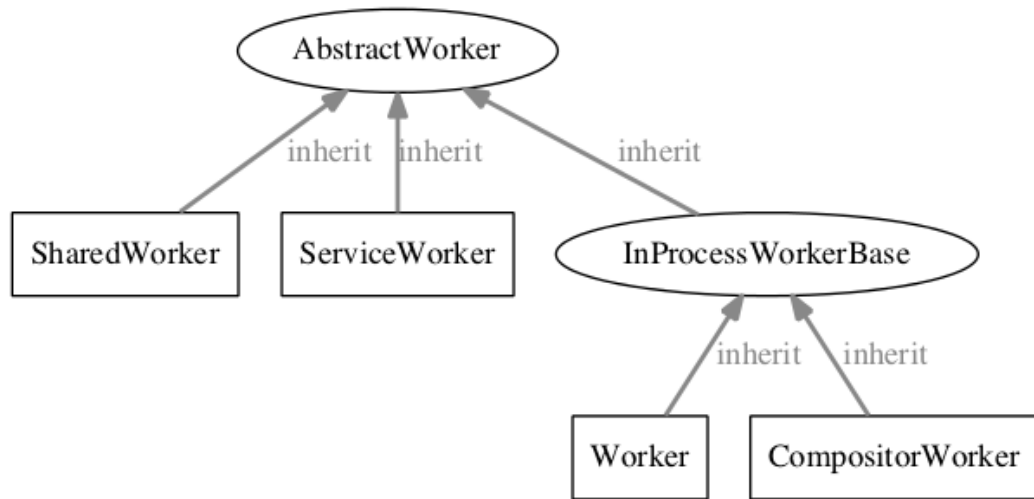 AbstractWorker
inherit
inherit
inherit
SharedWorker
ServiceWorker
InProcessWorkerBase
inherit
inherit
Worker
CompositorWorker